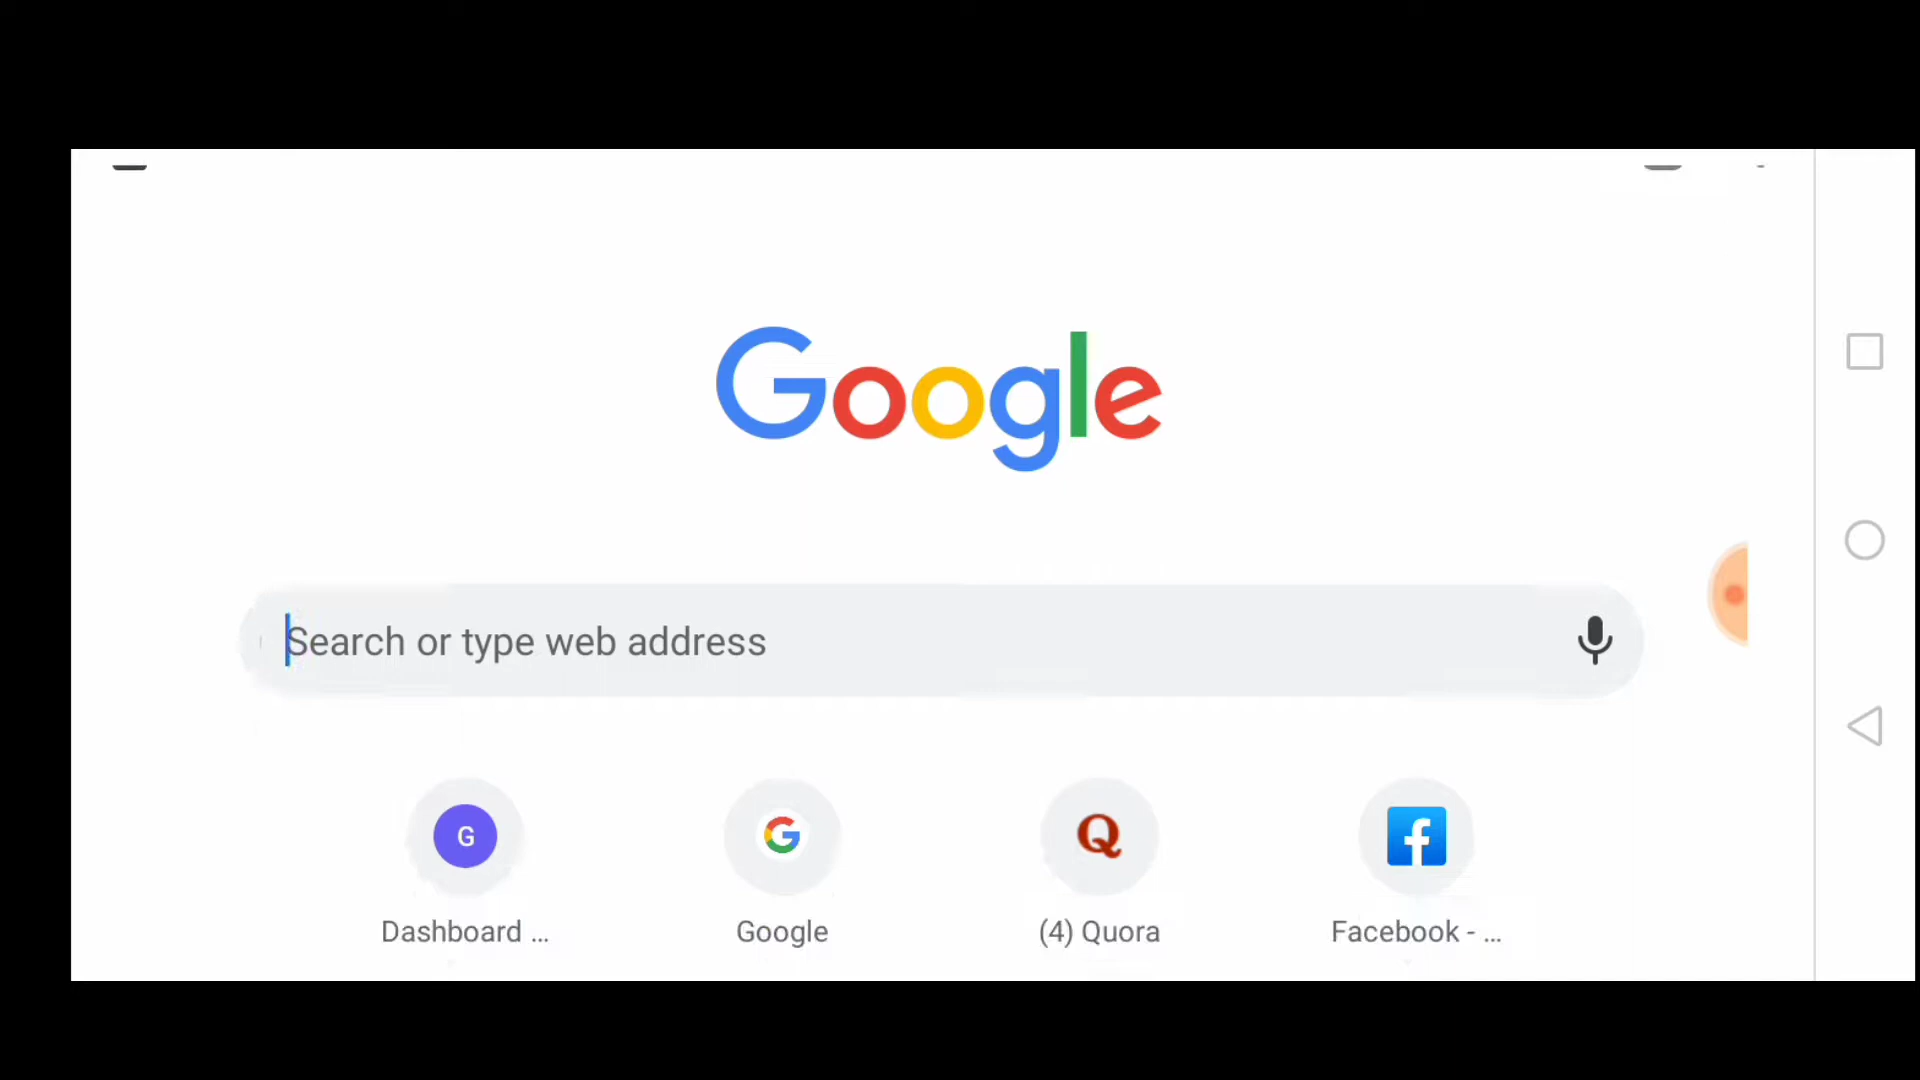 Google
Search or type web address
G
Q
f
Dashboard ...
Google
(4) Quora
Facebook - ...